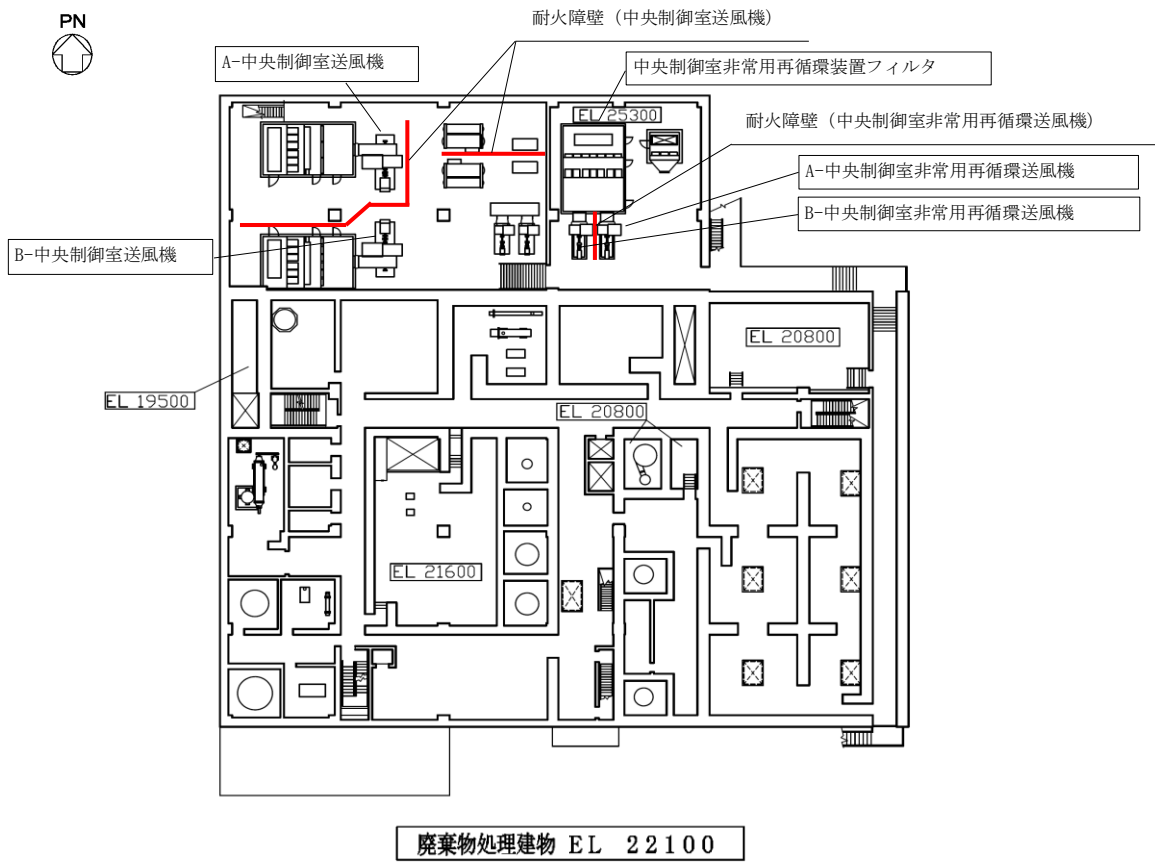 PN
耐火障壁（中央制御室送風機）
A-中央制御室送風機
中央制御室非常用再循環装置フィルタ
EL 25300
耐火障壁（中央制御室非常用再循環送風機）
A-中央制御室非常用再循環送風機
B-中央制御室非常用再循環送風機
B-中央制御室送風機
EL 20800
EL 19500
EL 20800
EL 21600
廃棄物処理建物 EL 22100